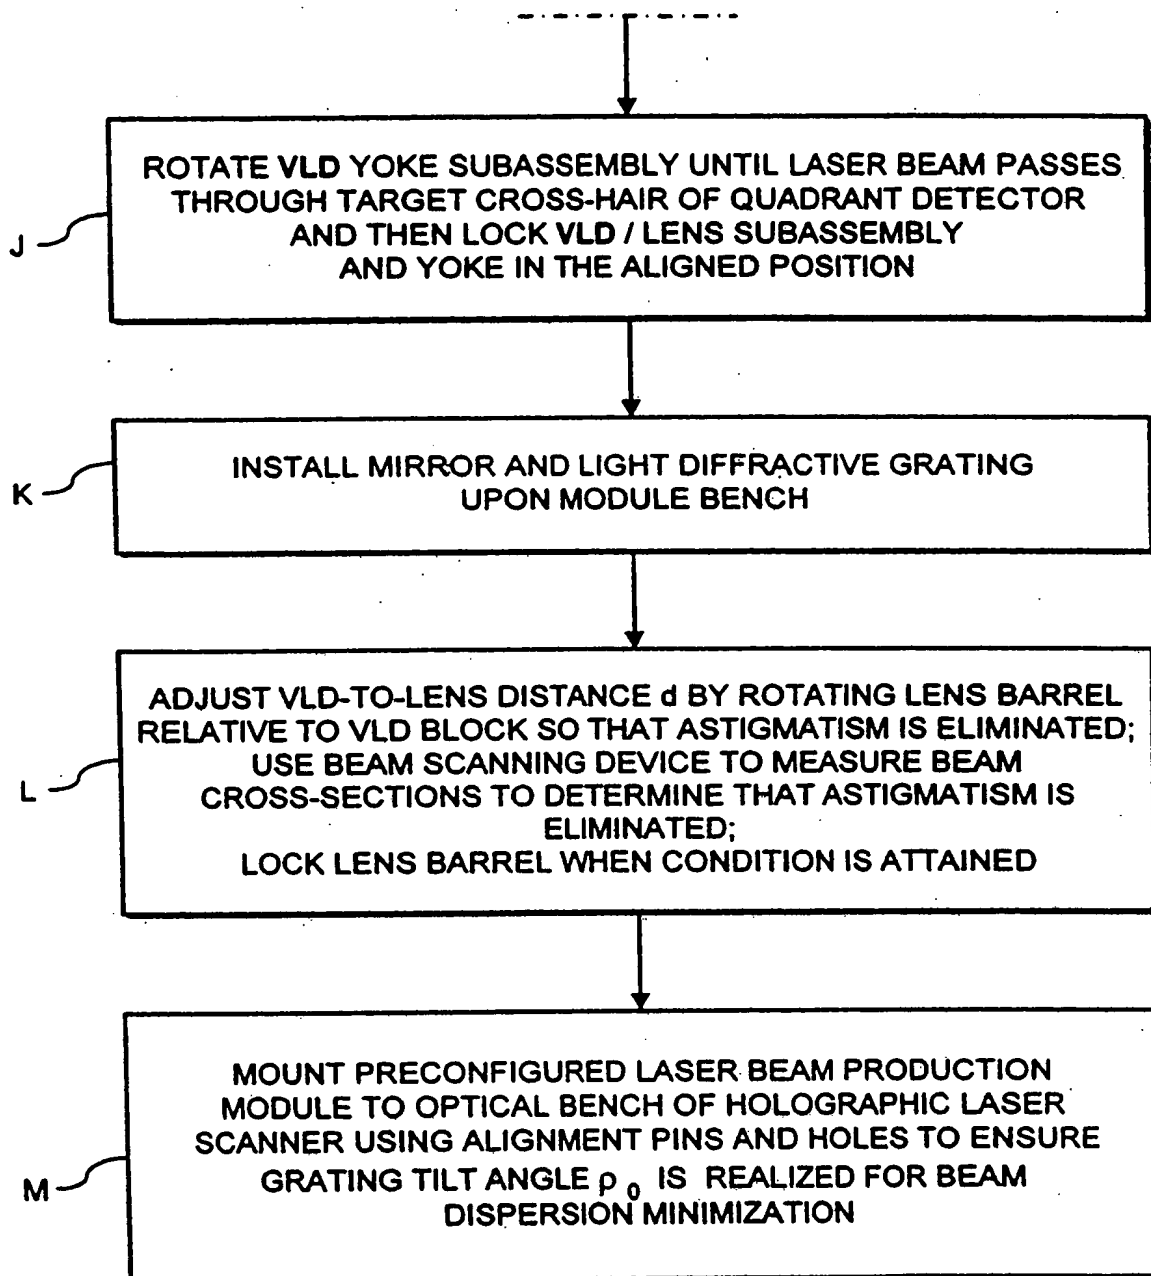 J
ROTATE VLD YOKE SUBASSEMBLY UNTIL LASER BEAM PASSES
THROUGH TARGET CROSS-HAIR OF QUADRANT DETECTOR
AND THEN LOCK VLD / LENS SUBASSEMBLY
AND YOKE IN THE ALIGNED POSITION
K
INSTALL MIRROR AND LIGHT DIFFRACTIVE GRATING
UPON MODULE BENCH
L
ADJUST VLD-TO-LENS DISTANCE d BY ROTATING LENS BARREL
RELATIVE TO VLD BLOCK SO THAT ASTIGMATISM IS ELIMINATED;
USE BEAM SCANNING DEVICE TO MEASURE BEAM
CROSS-SECTIONS TO DETERMINE THAT ASTIGMATISM IS
ELIMINATED;
LOCK LENS BARREL WHEN CONDITION IS ATTAINED
M
MOUNT PRECONFIGURED LASER BEAM PRODUCTION
MODULE TO OPTICAL BENCH OF HOLOGRAPHIC LASER
SCANNER USING ALIGNMENT PINS AND HOLES TO ENSURE
GRATING TILT ANGLE ρ₀ IS REALIZED FOR BEAM
DISPERSION MINIMIZATION